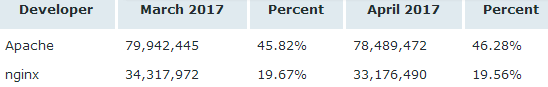 Developer March 2017 Percent April 2017 Percent
Apache 79,942,445 45.82% 78,489,472 46.28%
nginx 34,317,972 19.67% 33,176,490 19.56%